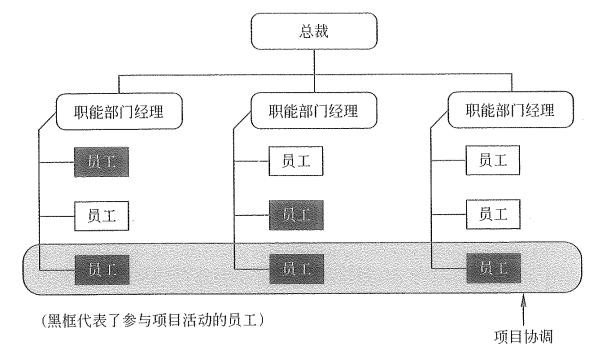 总裁
职能部门经理 职能部门经理 职能部门经理
员工 员工 员工
员工 员工 员工
员工 员工 员工
（黑框代表了参与项目活动的员工）
项目协调